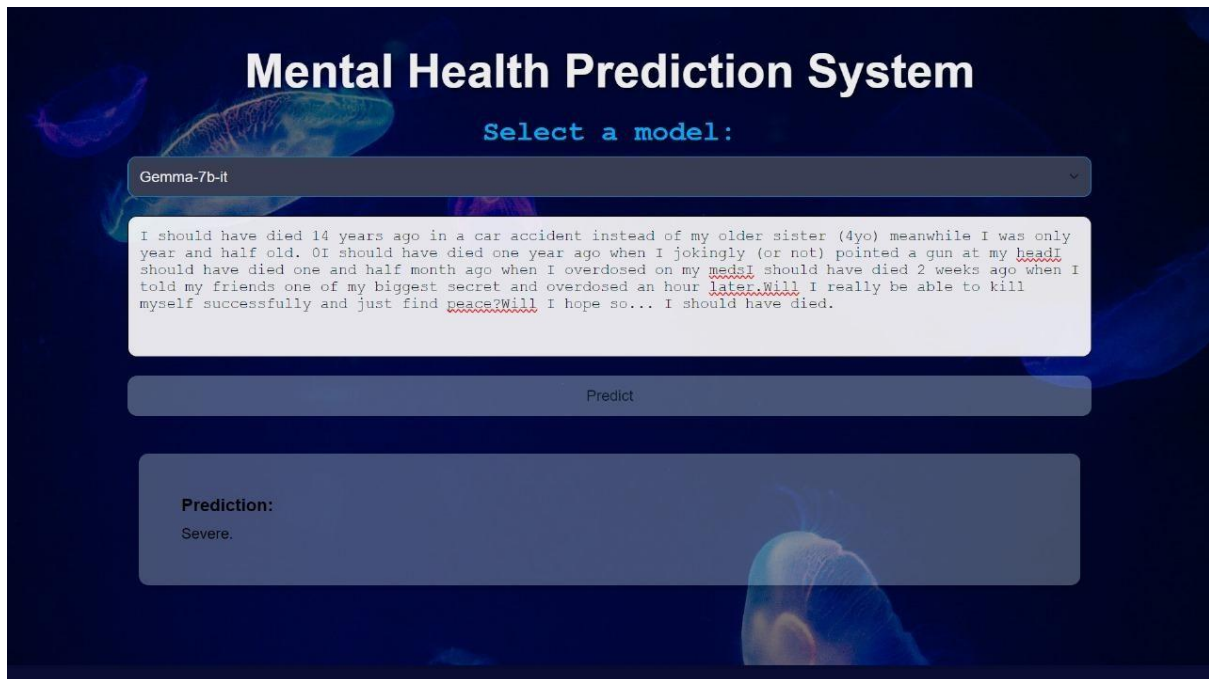 Mental Health Prediction System
Select a model:
Gemma-7b-it
I should have died 14 years ago in a car accident instead of my older sister (4yo) meanwhile I was only
year and half old. 0I should have died one year ago when I jokingly (or not) pointed a gun at my headI
should have died one and half month ago when I overdosed on my medsI should have died 2 weeks ago when I
told my friends one of my biggest secret and overdosed an hour later.Will I really be able to kill
myself successfully and just find peace?Will I hope so... I should have died.
Predict
Prediction:
Severe.